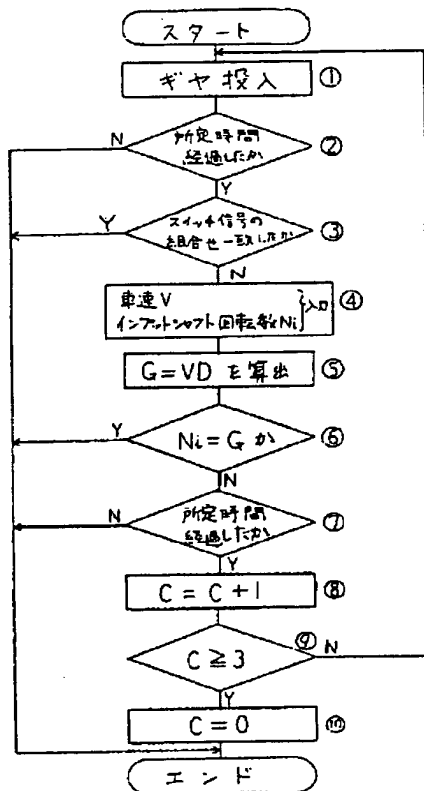 スタート
ギヤ投入 ①
N 所定時間 ②
経過したか
Y
Y スイッチ信号の ③
組合せ一致したか
N
車速V ④
インプットシャフト回転数Ni }入力
G=VDを算出 ⑤
Y Ni=Gか ⑥
N
N 所定時間 ⑦
経過したか
Y
C=C+1 ⑧
C≧3 ⑨ N
Y
C=0 ⑩
エンド